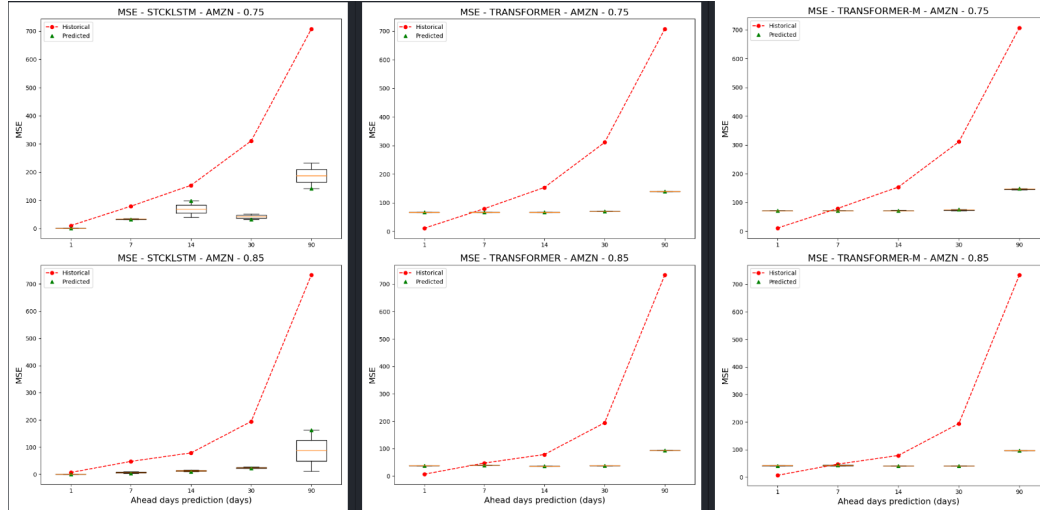 MSE - STCKLSTM - AMZN - 0.75
Historical
Predicted
MSE
700
600
500
400
300
200
100
0
1 7 14 30 90
MSE - TRANSFORMER - AMZN - 0.75
Historical
Predicted
MSE
700
600
500
400
300
200
100
0
1 7 14 30 90
MSE - TRANSFORMER-M - AMZN - 0.75
Historical
Predicted
MSE
700
600
500
400
300
200
100
0
1 7 14 30 90
MSE - STCKLSTM - AMZN - 0.85
Historical
Predicted
MSE
700
600
500
400
300
200
100
0
1 7 14 30 90
Ahead days prediction (days)
MSE - TRANSFORMER - AMZN - 0.85
Historical
Predicted
MSE
700
600
500
400
300
200
100
0
1 7 14 30 90
Ahead days prediction (days)
MSE - TRANSFORMER-M - AMZN - 0.85
Historical
Predicted
MSE
700
600
500
400
300
200
100
0
1 7 14 30 90
Ahead days prediction (days)